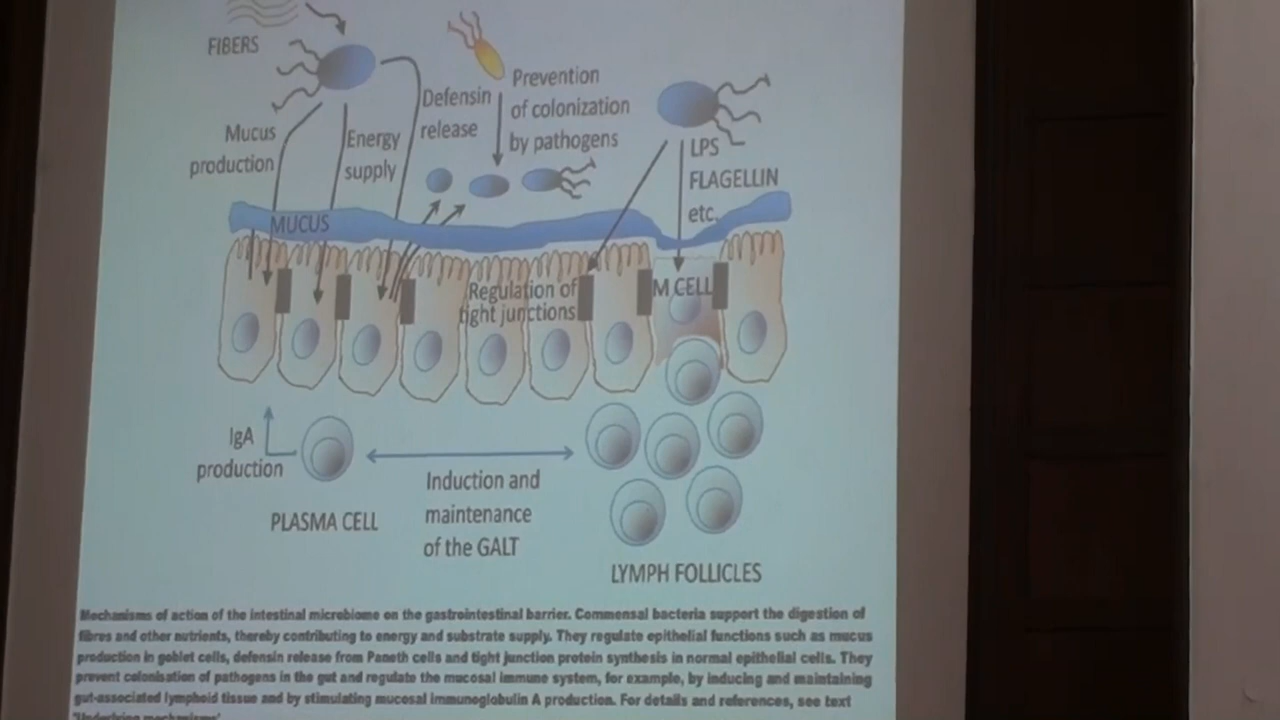 FIBERS
Mucus
production
Energy
supply
Defensin
release
Prevention
of colonization
by pathogens
LPS
FLAGELLIN
etc.
MUCUS
Regulation of
tight junctions
M CELL
IgA
production
PLASMA CELL
Induction and
maintenance
of the GALT
LYMPH FOLLICLES
Mechanisms of action of the intestinal microbiome on the gastrointestinal barrier. Commensal bacteria support the digestion of
fibres and other nutrients, thereby contributing to energy and substrate supply. They regulate epithelial functions such as mucus
production in goblet cells, defensin release from Paneth cells and tight junction protein synthesis in normal epithelial cells. They
prevent colonisation of pathogens in the gut and regulate the mucosal immune system, for example, by inducing and maintaining
gut-associated lymphoid tissue and by stimulating mucosal immunoglobulin A production. For details and references, see text
'Underlying mechanisms'